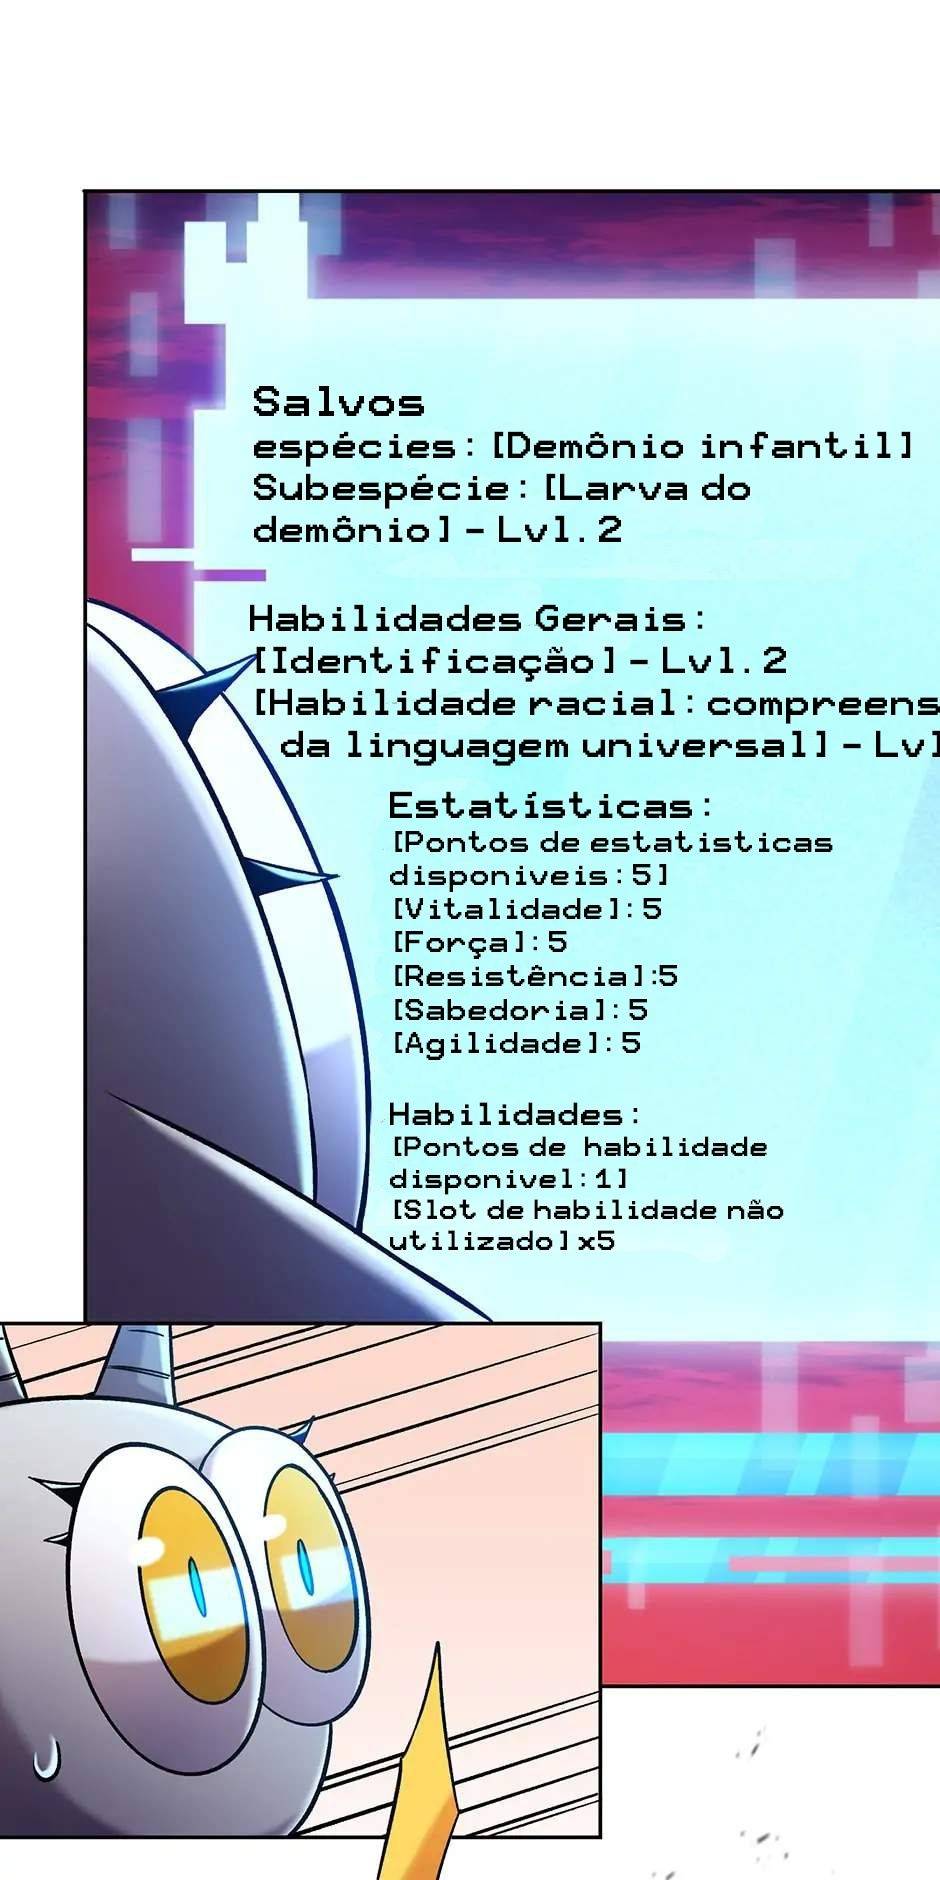 Salvos
espécies: [Demônio infantil]
Subespécie: [Larva do
demônio] - Lvl. 2
Habilidades Gerais:
[Identificação] - Lvl. 2
[Habilidade racial: compreens
da linguagem universal] - Lvl
Estatísticas:
[Pontos de estatisticas
disponiveis: 5]
[Vitalidade]: 5
[Força]: 5
[Resistência]:5
[Sabedoria]: 5
[Agilidade]: 5
Habilidades:
[Pontos de habilidade
disponivel: 1]
[Slot de habilidade não
utilizado]x5